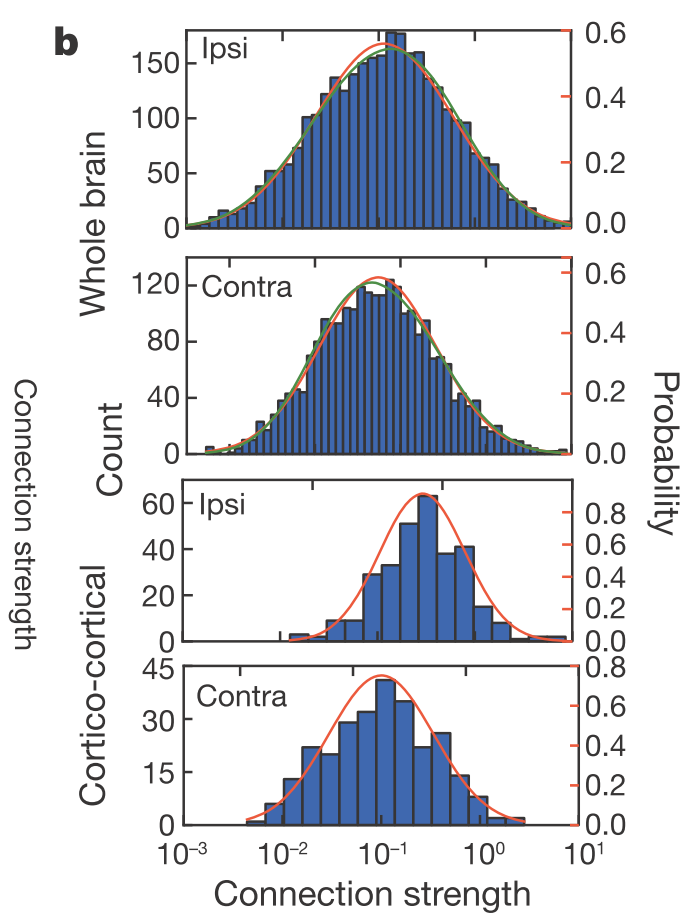 b
Whole brain
Ipsi
150
100
50
0
0.6
0.4
0.2
0.0
Contra
120
80
40
0
0.6
0.4
0.2
0.0
Connection strength
Count
Probability
Cortico-cortical
Ipsi
60
40
20
0
0.8
0.6
0.4
0.2
0.0
Contra
45
30
15
0
0.8
0.6
0.4
0.2
0.0
10⁻³ 10⁻² 10⁻¹ 10⁰ 10¹
Connection strength